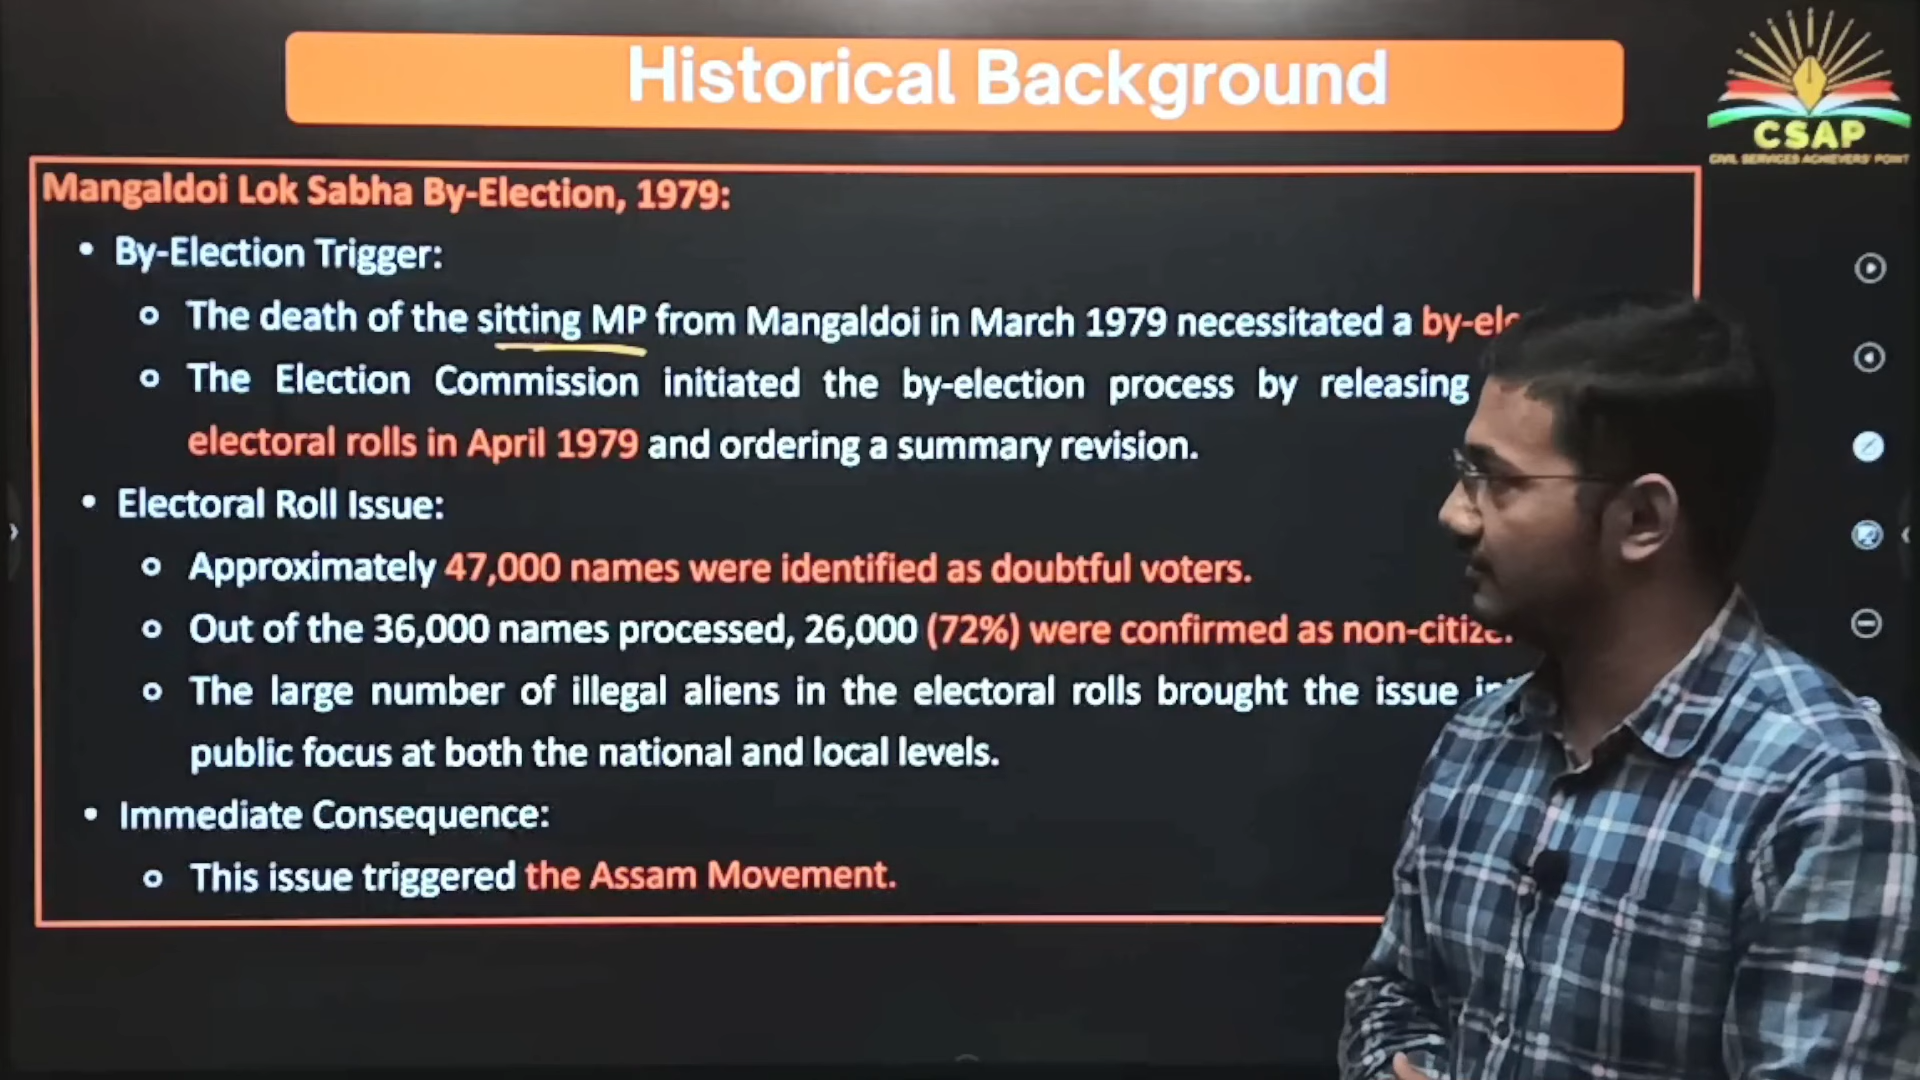 Historical Background
CSAP
CIVIL SERVICES ACHIEVERS' POINT
Mangaldoi Lok Sabha By-Election, 1979:
• By-Election Trigger:
o The death of the sitting MP from Mangaldoi in March 1979 necessitated a
o The Election Commission initiated the by-election process by releasing
electoral rolls in April 1979 and ordering a summary revision.
• Electoral Roll Issue:
o Approximately 47,000 names were identified as doubtful voters.
o Out of the 36,000 names processed, 26,000 (72%) were confirmed as
o The large number of illegal aliens in the electoral rolls brought the issue
public focus at both the national and local levels.
• Immediate Consequence:
o This issue triggered the Assam Movement.